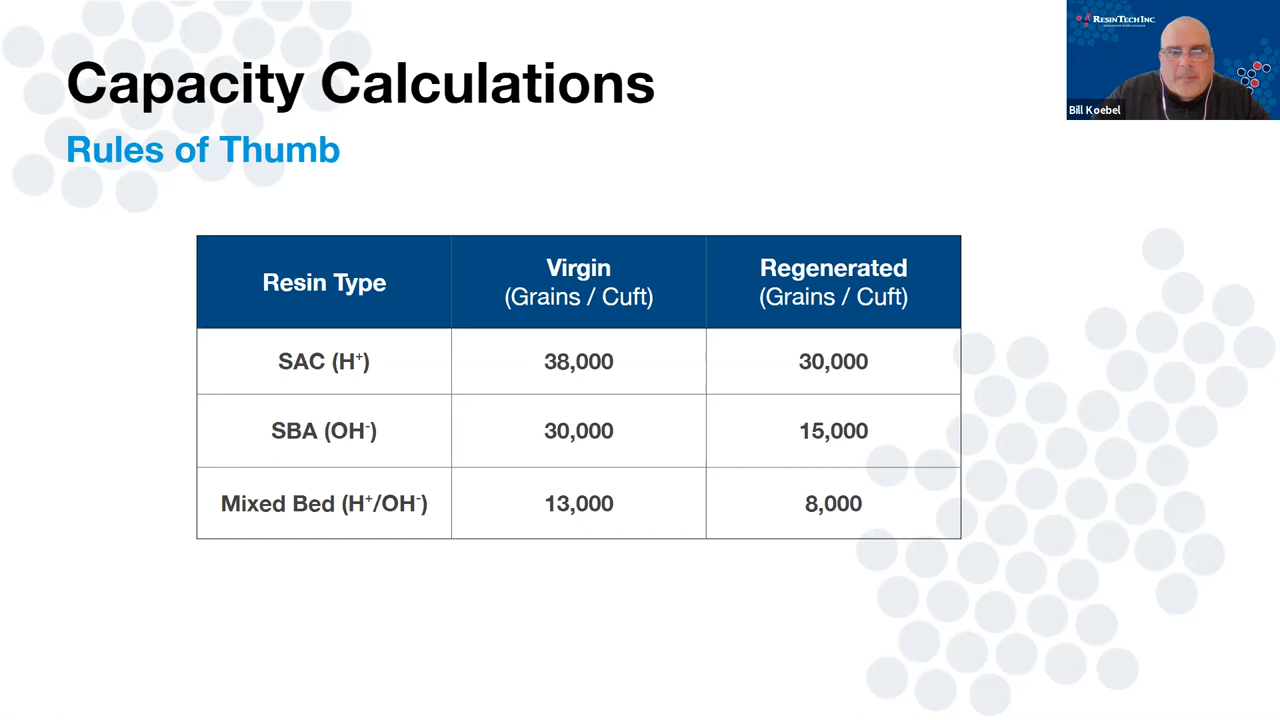 Capacity Calculations
Rules of Thumb
RESINTECH INC
Bill Koebel
Resin Type
Virgin
(Grains / Cuft)
Regenerated
(Grains / Cuft)
SAC (H⁺)
38,000
30,000
SBA (OH⁻)
30,000
15,000
Mixed Bed (H⁺/OH⁻)
13,000
8,000